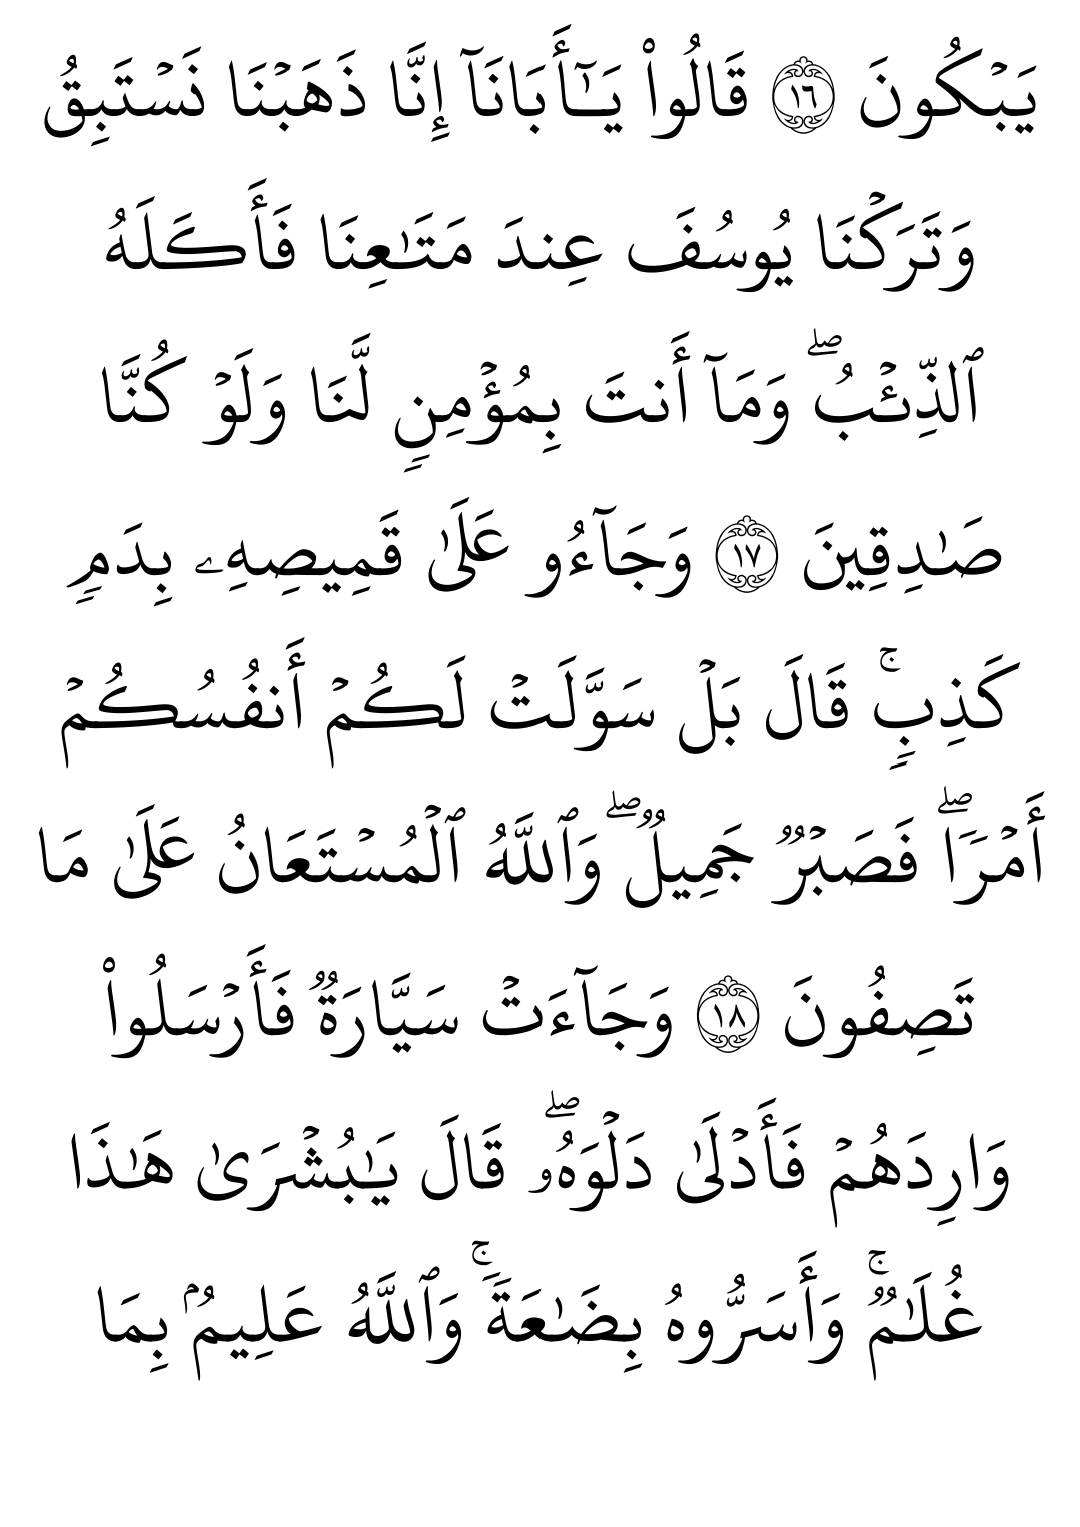 يَبۡكُونَ ١٦ قَالُواْ يَـٰٓأَبَانَآ إِنَّا ذَهَبۡنَا نَسۡتَبِقُ
وَتَرَكۡنَا يُوسُفَ عِندَ مَتَـٰعِنَا فَأَكَلَهُ
ٱلذِّئۡبُۖ وَمَآ أَنتَ بِمُؤۡمِنٖ لَّنَا وَلَوۡ كُنَّا
صَـٰدِقِينَ ١٧ وَجَآءُو عَلَىٰ قَمِيصِهِۦ بِدَمٖ
كَذِبٖۚ قَالَ بَلۡ سَوَّلَتۡ لَكُمۡ أَنفُسُكُمۡ
أَمۡرٗاۖ فَصَبۡرٞ جَمِيلٞۖ وَٱللَّهُ ٱلۡمُسۡتَعَانُ عَلَىٰ مَا
تَصِفُونَ ١٨ وَجَآءَتۡ سَيَّارَةٞ فَأَرۡسَلُواْ
وَارِدَهُمۡ فَأَدۡلَىٰ دَلۡوَهُۥۖ قَالَ يَـٰبُشۡرَىٰ هَـٰذَا
غُلَـٰمٞۚ وَأَسَرُّوهُ بِضَـٰعَةٗۚ وَٱللَّهُ عَلِيمُۢ بِمَا